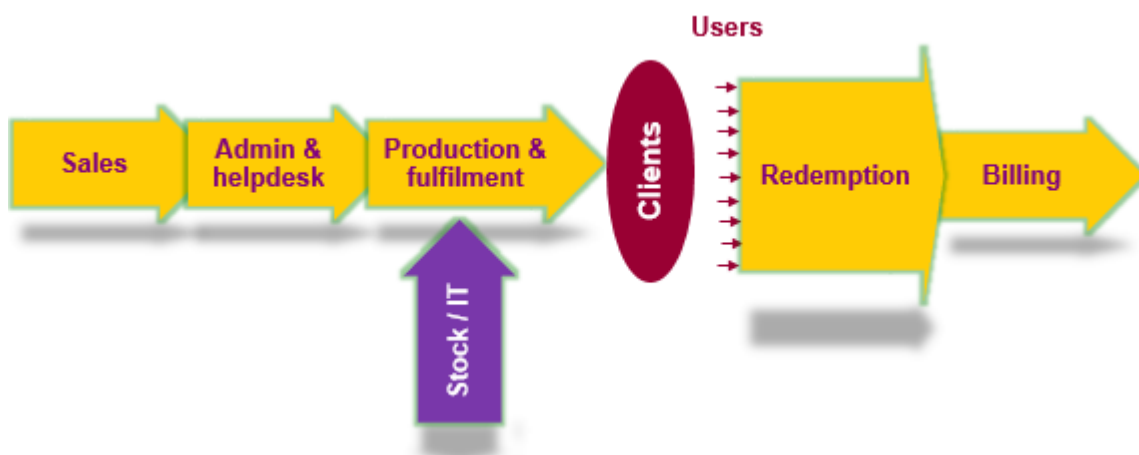 Users
Sales
Admin &
helpdesk
Production &
fulfilment
Clients
Redemption
Billing
Stock / IT